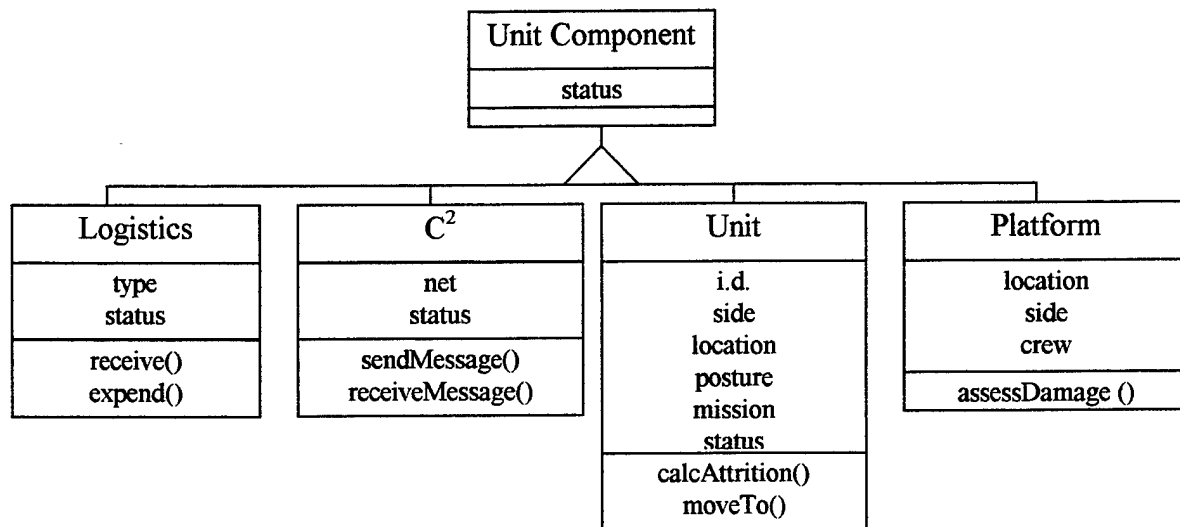 Unit Component
status
Logistics
type
status
receive()
expend()
C²
net
status
sendMessage()
receiveMessage()
Unit
i.d.
side
location
posture
mission
status
calcAttrition()
moveTo()
Platform
location
side
crew
assessDamage ()